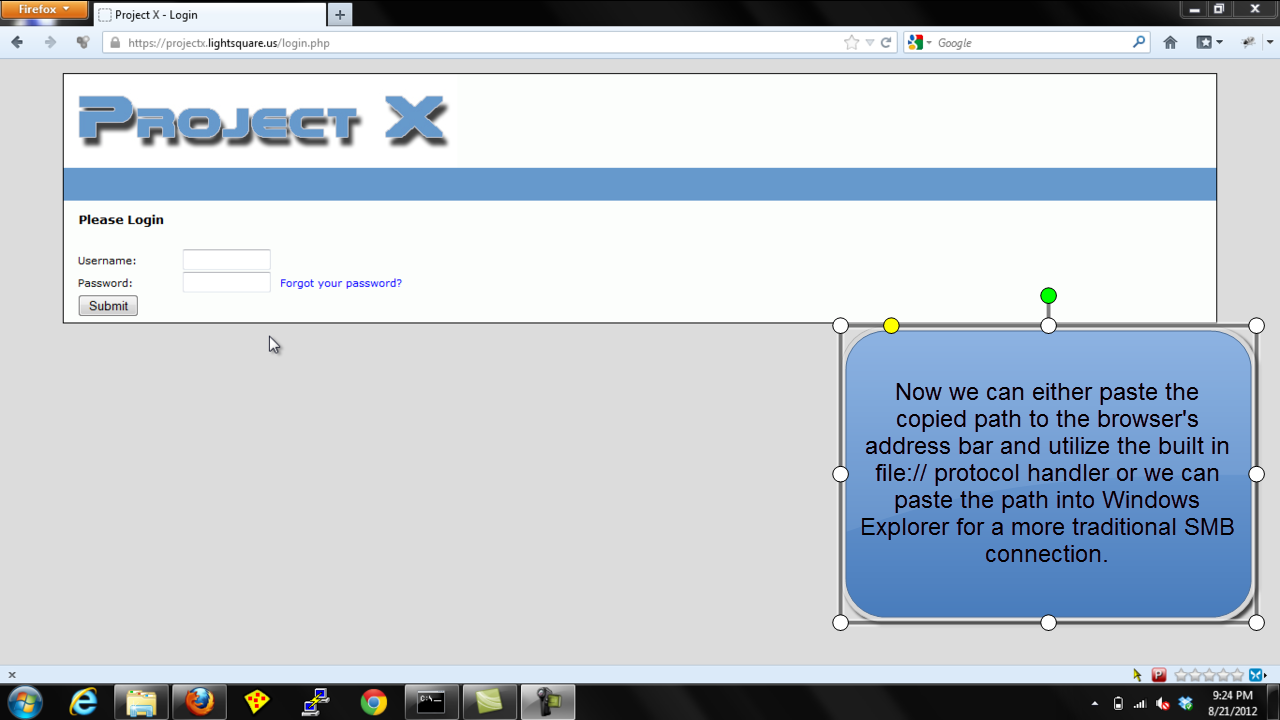 Firefox
Project X - Login
https://projectx.lightsquare.us/login.php
Google
Project X
Please Login
Username:
Password:
Forgot your password?
Submit
Now we can either paste the
copied path to the browser's
address bar and utilize the built in
file:// protocol handler or we can
paste the path into Windows
Explorer for a more traditional SMB
connection.
9:24 PM
8/21/2012